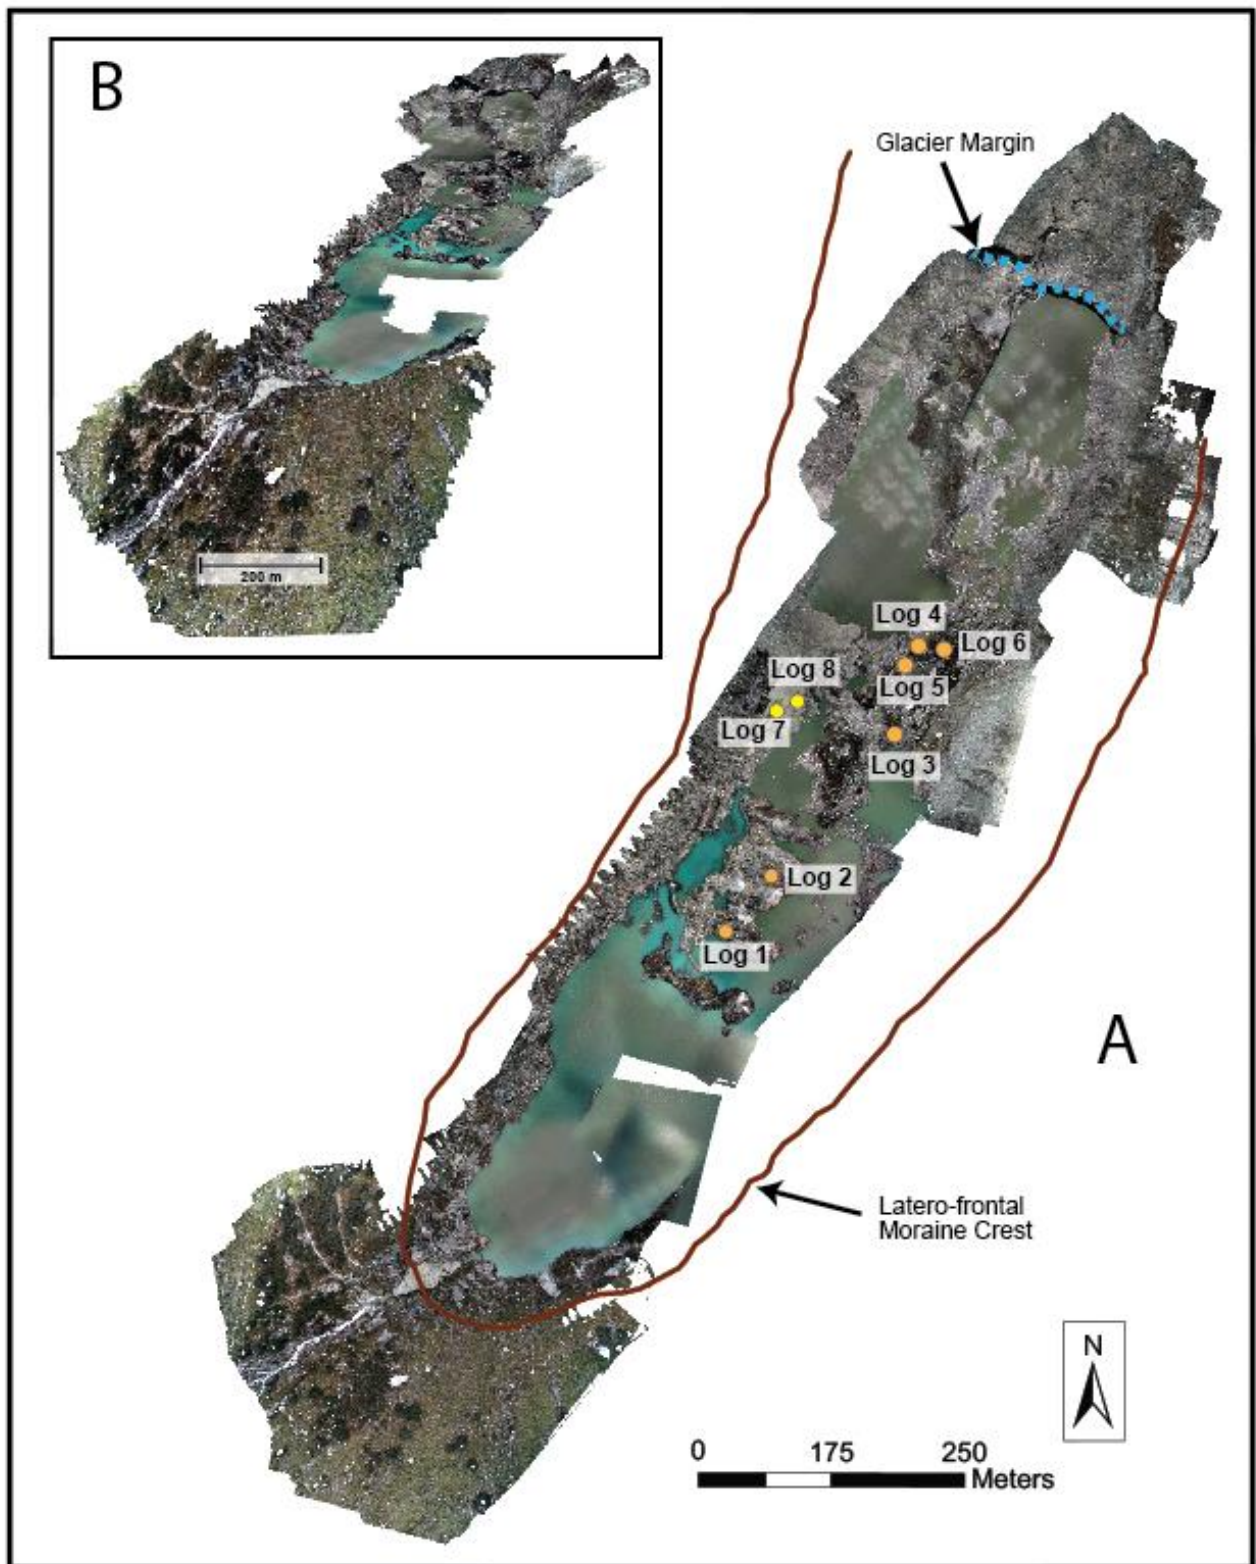 B
200 m
Glacier Margin
Log 4
Log 6
Log 8
Log 5
Log 7
Log 3
Log 2
Log 1
A
Latero-frontal
Moraine Crest
N
0 175 250
Meters